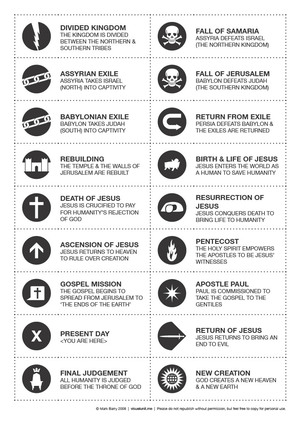 DIVIDED KINGDOM
THE KINGDOM IS DIVIDED
BETWEEN THE NORTHERN &
SOUTHERN TRIBES
FALL OF SAMARIA
ASSYRIA DEFEATS ISRAEL
(THE NORTHERN KINGDOM)
ASSYRIAN EXILE
ASSYRIA TAKES ISRAEL
(NORTH) INTO CAPTIVITY
FALL OF JERUSALEM
BABYLON DEFEATS JUDAH
(THE SOUTHERN KINGDOM)
BABYLONIAN EXILE
BABYLON TAKES JUDAH
(SOUTH) INTO CAPTIVITY
RETURN FROM EXILE
PERSIA DEFEATS BABYLON &
THE EXILES ARE RETURNED
REBUILDING
THE TEMPLE & THE WALLS OF
JERUSALEM ARE REBUILT
BIRTH & LIFE OF JESUS
JESUS ENTERS THE WORLD AS
A HUMAN TO SAVE HUMANITY
DEATH OF JESUS
JESUS IS CRUCIFIED TO PAY
FOR HUMANITY'S REJECTION
OF GOD
RESURRECTION OF
JESUS
JESUS CONQUERS DEATH TO
BRING LIFE TO HUMANITY
ASCENSION OF JESUS
JESUS RETURNS TO HEAVEN
TO RULE OVER CREATION
PENTECOST
THE HOLY SPIRIT EMPOWERS
THE APOSTLES TO BE JESUS'
WITNESSES
GOSPEL MISSION
THE GOSPEL BEGINS TO
SPREAD FROM JERUSALEM TO
'THE ENDS OF THE EARTH'
APOSTLE PAUL
PAUL IS COMMISSIONED TO
TAKE THE GOSPEL TO THE
GENTILES
X
PRESENT DAY
<YOU ARE HERE>
RETURN OF JESUS
JESUS RETURNS TO BRING AN
END TO EVIL
FINAL JUDGEMENT
ALL HUMANITY IS JUDGED
BEFORE THE THRONE OF GOD
NEW CREATION
GOD CREATES A NEW HEAVEN
& A NEW EARTH
© Mark Barry 2009 | visualunit.me | Please do not republish without permission, but feel free to copy for personal use.